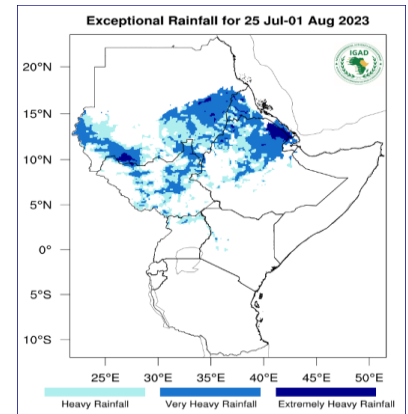 Exceptional Rainfall for 25 Jul-01 Aug 2023
IGAD
20°N
15°N
10°N
5°N
0°
5°S
10°S
25°E 30°E 35°E 40°E 45°E 50°E
Heavy Rainfall Very Heavy Rainfall Extremely Heavy Rainfall